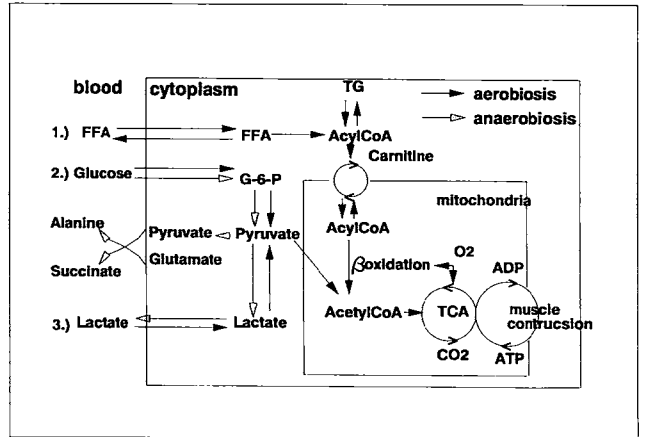 blood
cytoplasm
TG
aerobiosis
anaerobiosis
1.) FFA
FFA
AcylCoA
Carnitine
2.) Glucose
G-6-P
mitochondria
Alanine
Pyruvate
Pyruvate
AcylCoA
Glutamate
Succinate
βoxidation
O2
ADP
3.) Lactate
Lactate
AcetylCoA
TCA
muscle
contrucsion
CO2
ATP